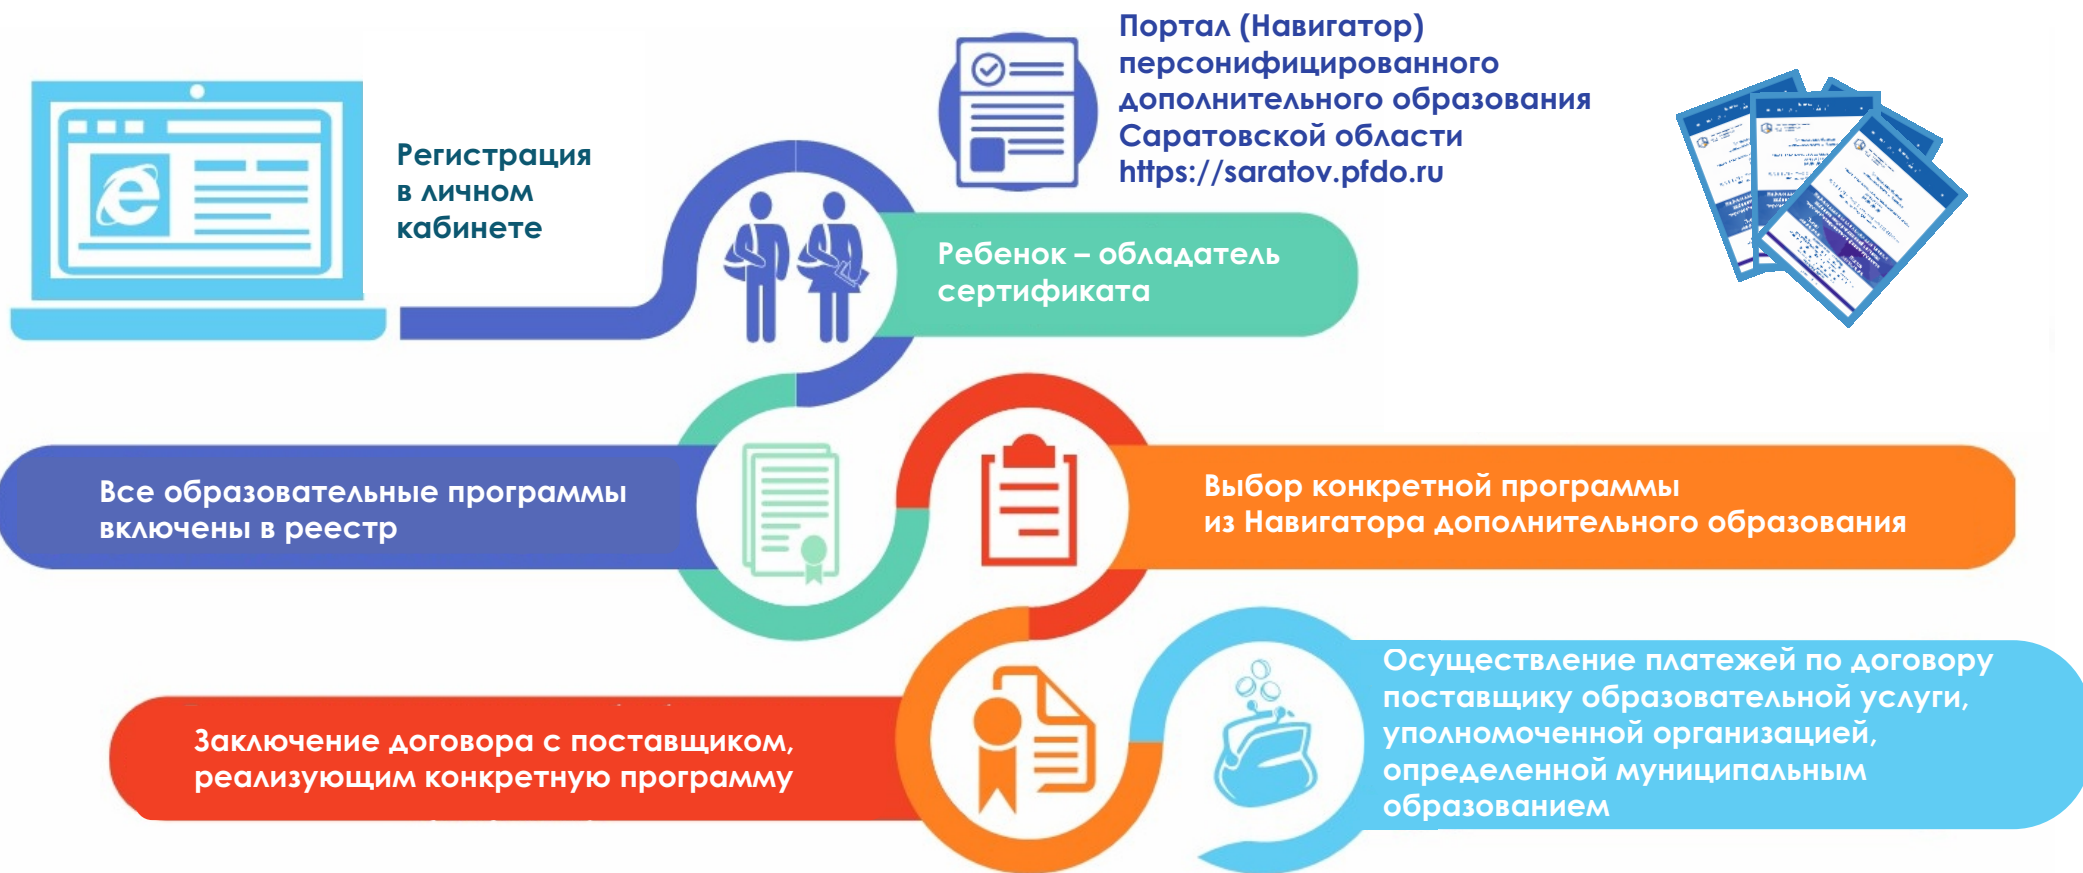 Портал (Навигатор)
персонифицированного
дополнительного образования
Саратовской области
https://saratov.pfdo.ru
Регистрация
в личном
кабинете
Ребенок – обладатель
сертификата
Все образовательные программы
включены в реестр
Выбор конкретной программы
из Навигатора дополнительного образования
Заключение договора с поставщиком,
реализующим конкретную программу
Осуществление платежей по договору
поставщику образовательной услуги,
уполномоченной организацией,
определенной муниципальным
образованием